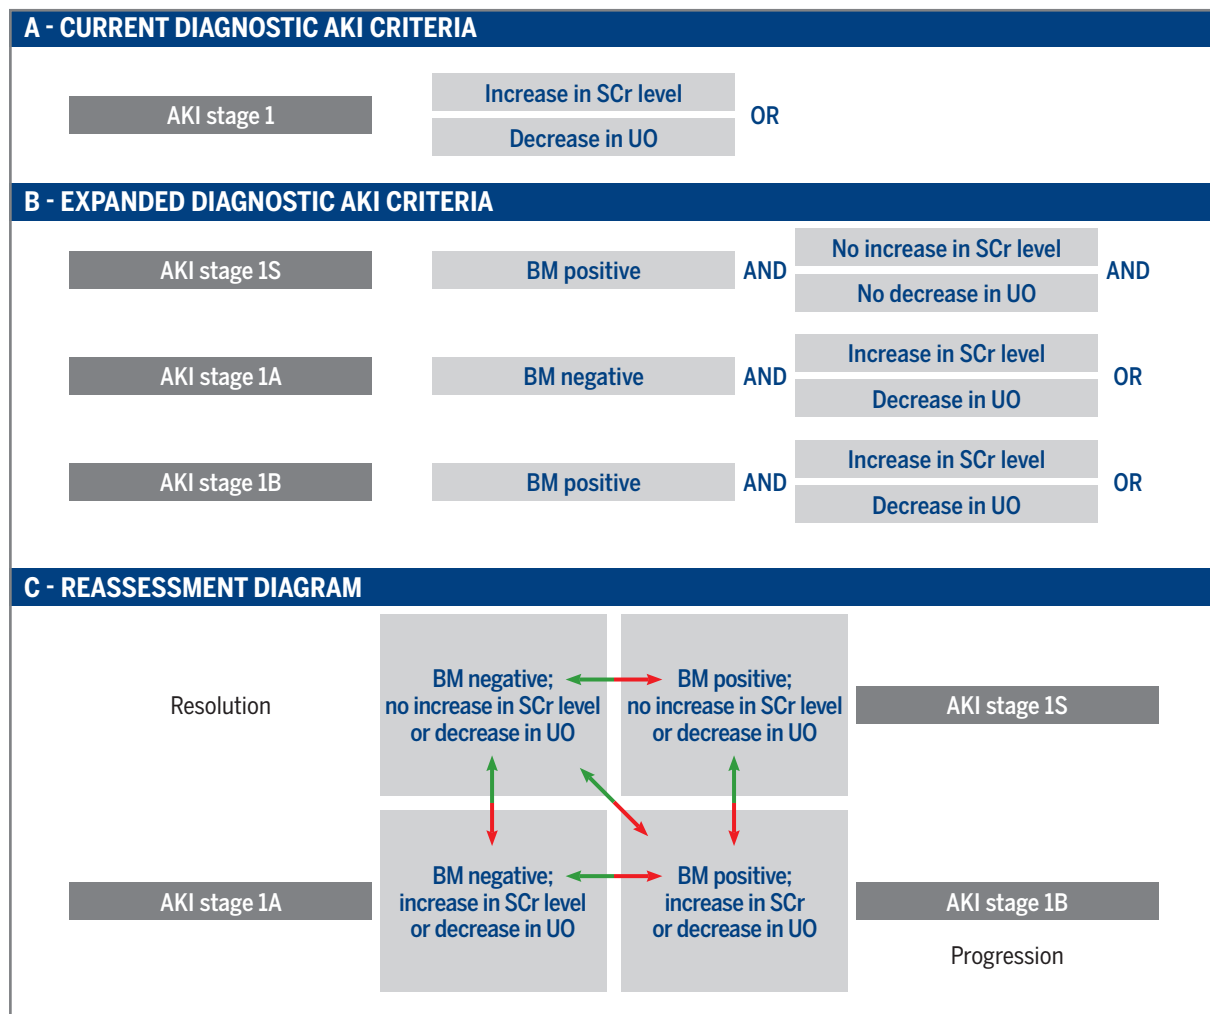 A - CURRENT DIAGNOSTIC AKI CRITERIA
AKI stage 1
Increase in SCr level
Decrease in UO
OR
B - EXPANDED DIAGNOSTIC AKI CRITERIA
AKI stage 1S
BM positive
AND
No increase in SCr level
No decrease in UO
AND
AKI stage 1A
BM negative
AND
Increase in SCr level
Decrease in UO
OR
AKI stage 1B
BM positive
AND
Increase in SCr level
Decrease in UO
OR
C - REASSESSMENT DIAGRAM
Resolution
BM negative;
no increase in SCr level
or decrease in UO
BM positive;
no increase in SCr level
or decrease in UO
AKI stage 1S
AKI stage 1A
BM negative;
increase in SCr level
or decrease in UO
BM positive;
increase in SCr
or decrease in UO
AKI stage 1B
Progression